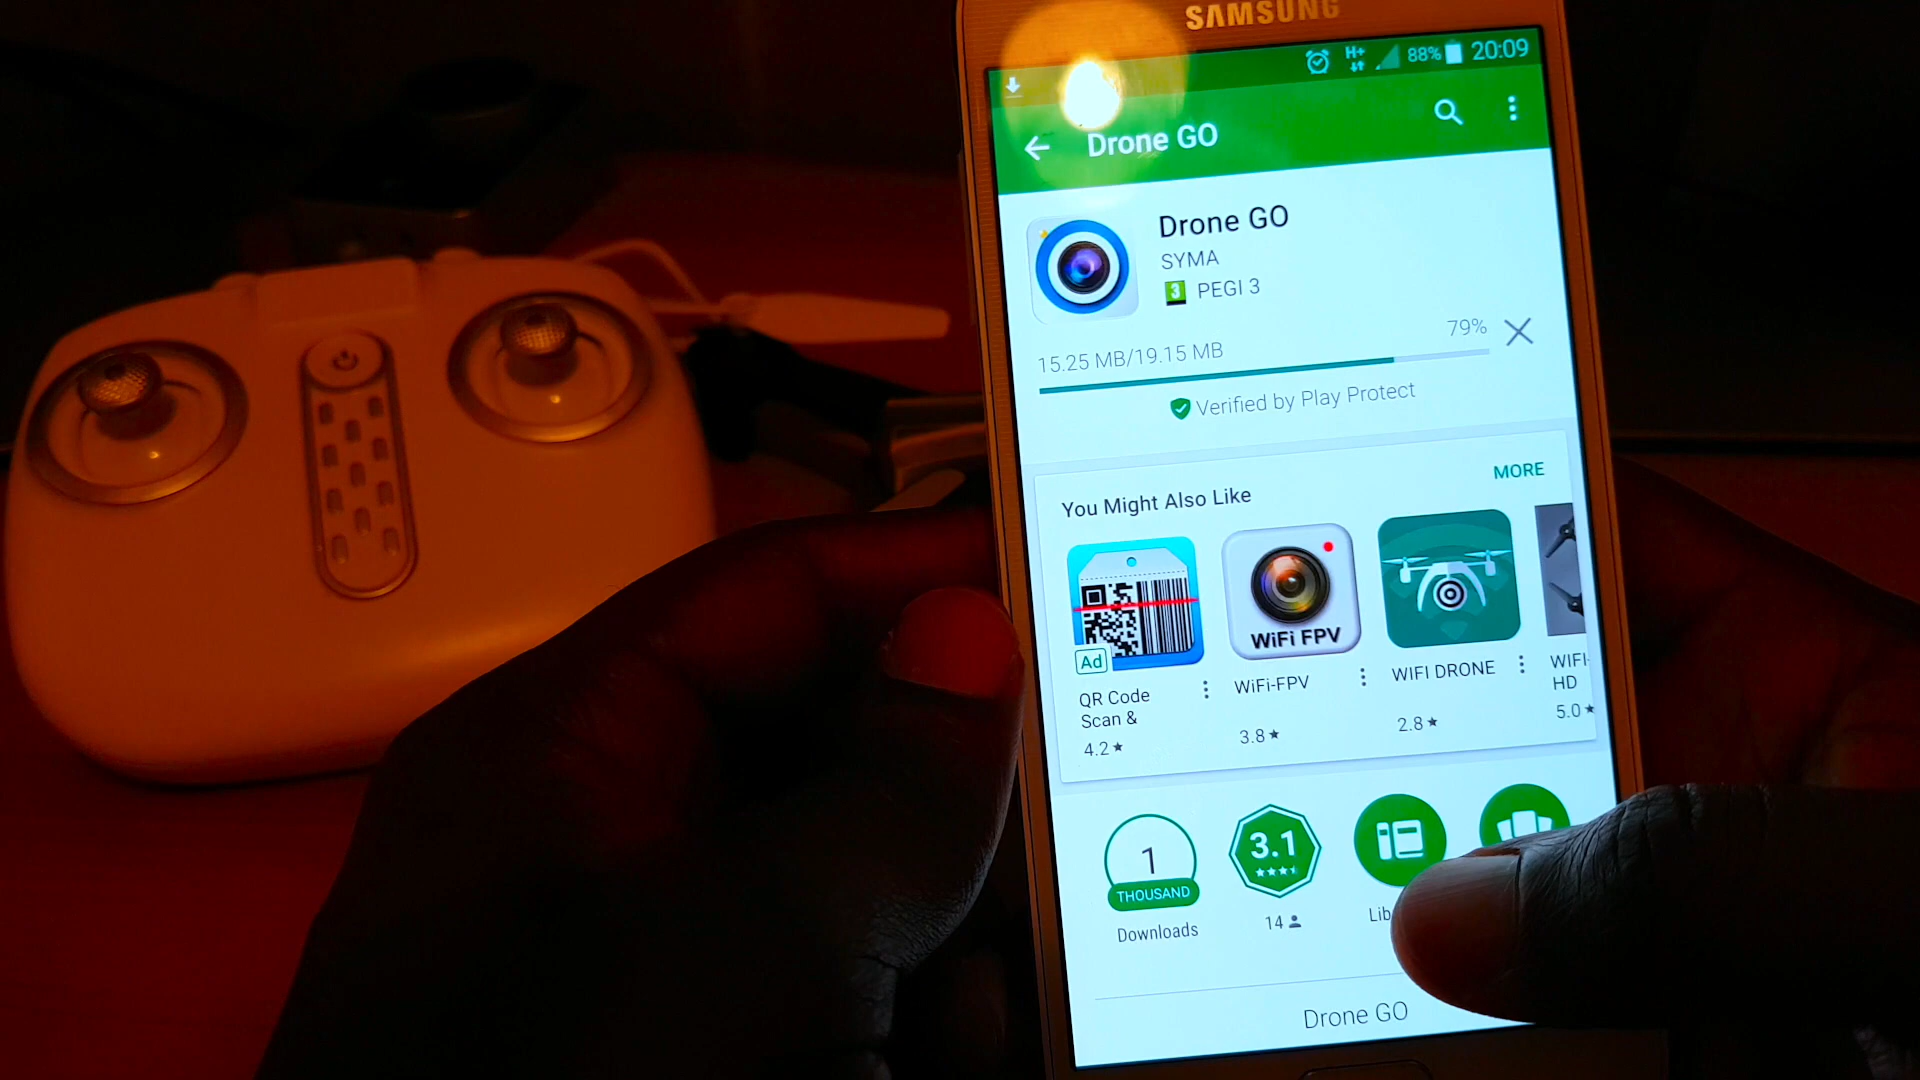 SAMSUNG
H+ 88% 20:09
Drone GO
Drone GO
SYMA
3 PEGI 3
79%
15.25 MB/19.15 MB
Verified by Play Protect
MORE
You Might Also Like
WiFi FPV
Ad
QR Code
Scan &
4.2★
WiFi-FPV
3.8★
WIFI DRONE
2.8★
WIFI-
HD
5.0★
1
THOUSAND
Downloads
3.1
14
Lib
Drone GO